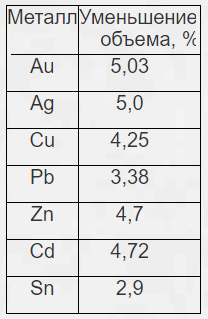 Металл Уменьшение
объема, %
Au 5,03
Ag 5,0
Cu 4,25
Pb 3,38
Zn 4,7
Cd 4,72
Sn 2,9